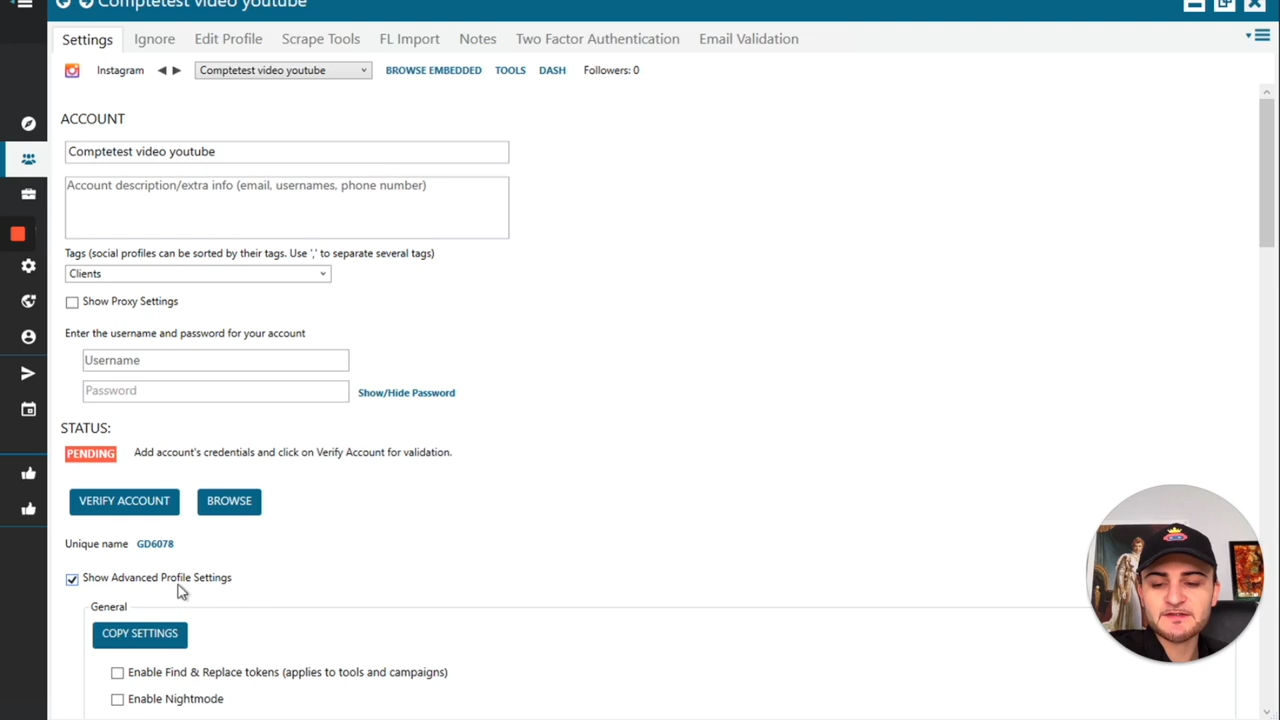 Comptetest video youtube
Settings Ignore Edit Profile Scrape Tools FL Import Notes Two Factor Authentication Email Validation
Instagram Comptetest video youtube BROWSE EMBEDDED TOOLS DASH Followers: 0
ACCOUNT
Comptetest video youtube
Account description/extra info (email, usernames, phone number)
Tags (social profiles can be sorted by their tags. Use ',' to separate several tags)
Clients
Show Proxy Settings
Enter the username and password for your account
Username
Password Show/Hide Password
STATUS:
PENDING Add account's credentials and click on Verify Account for validation.
VERIFY ACCOUNT BROWSE
Unique name GD6078
Show Advanced Profile Settings
General
COPY SETTINGS
Enable Find & Replace tokens (applies to tools and campaigns)
Enable Nightmode